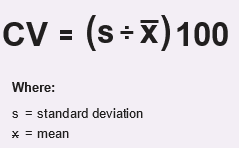 CV = (s ÷ x̅) 100
Where:
s = standard deviation
x̶ = mean